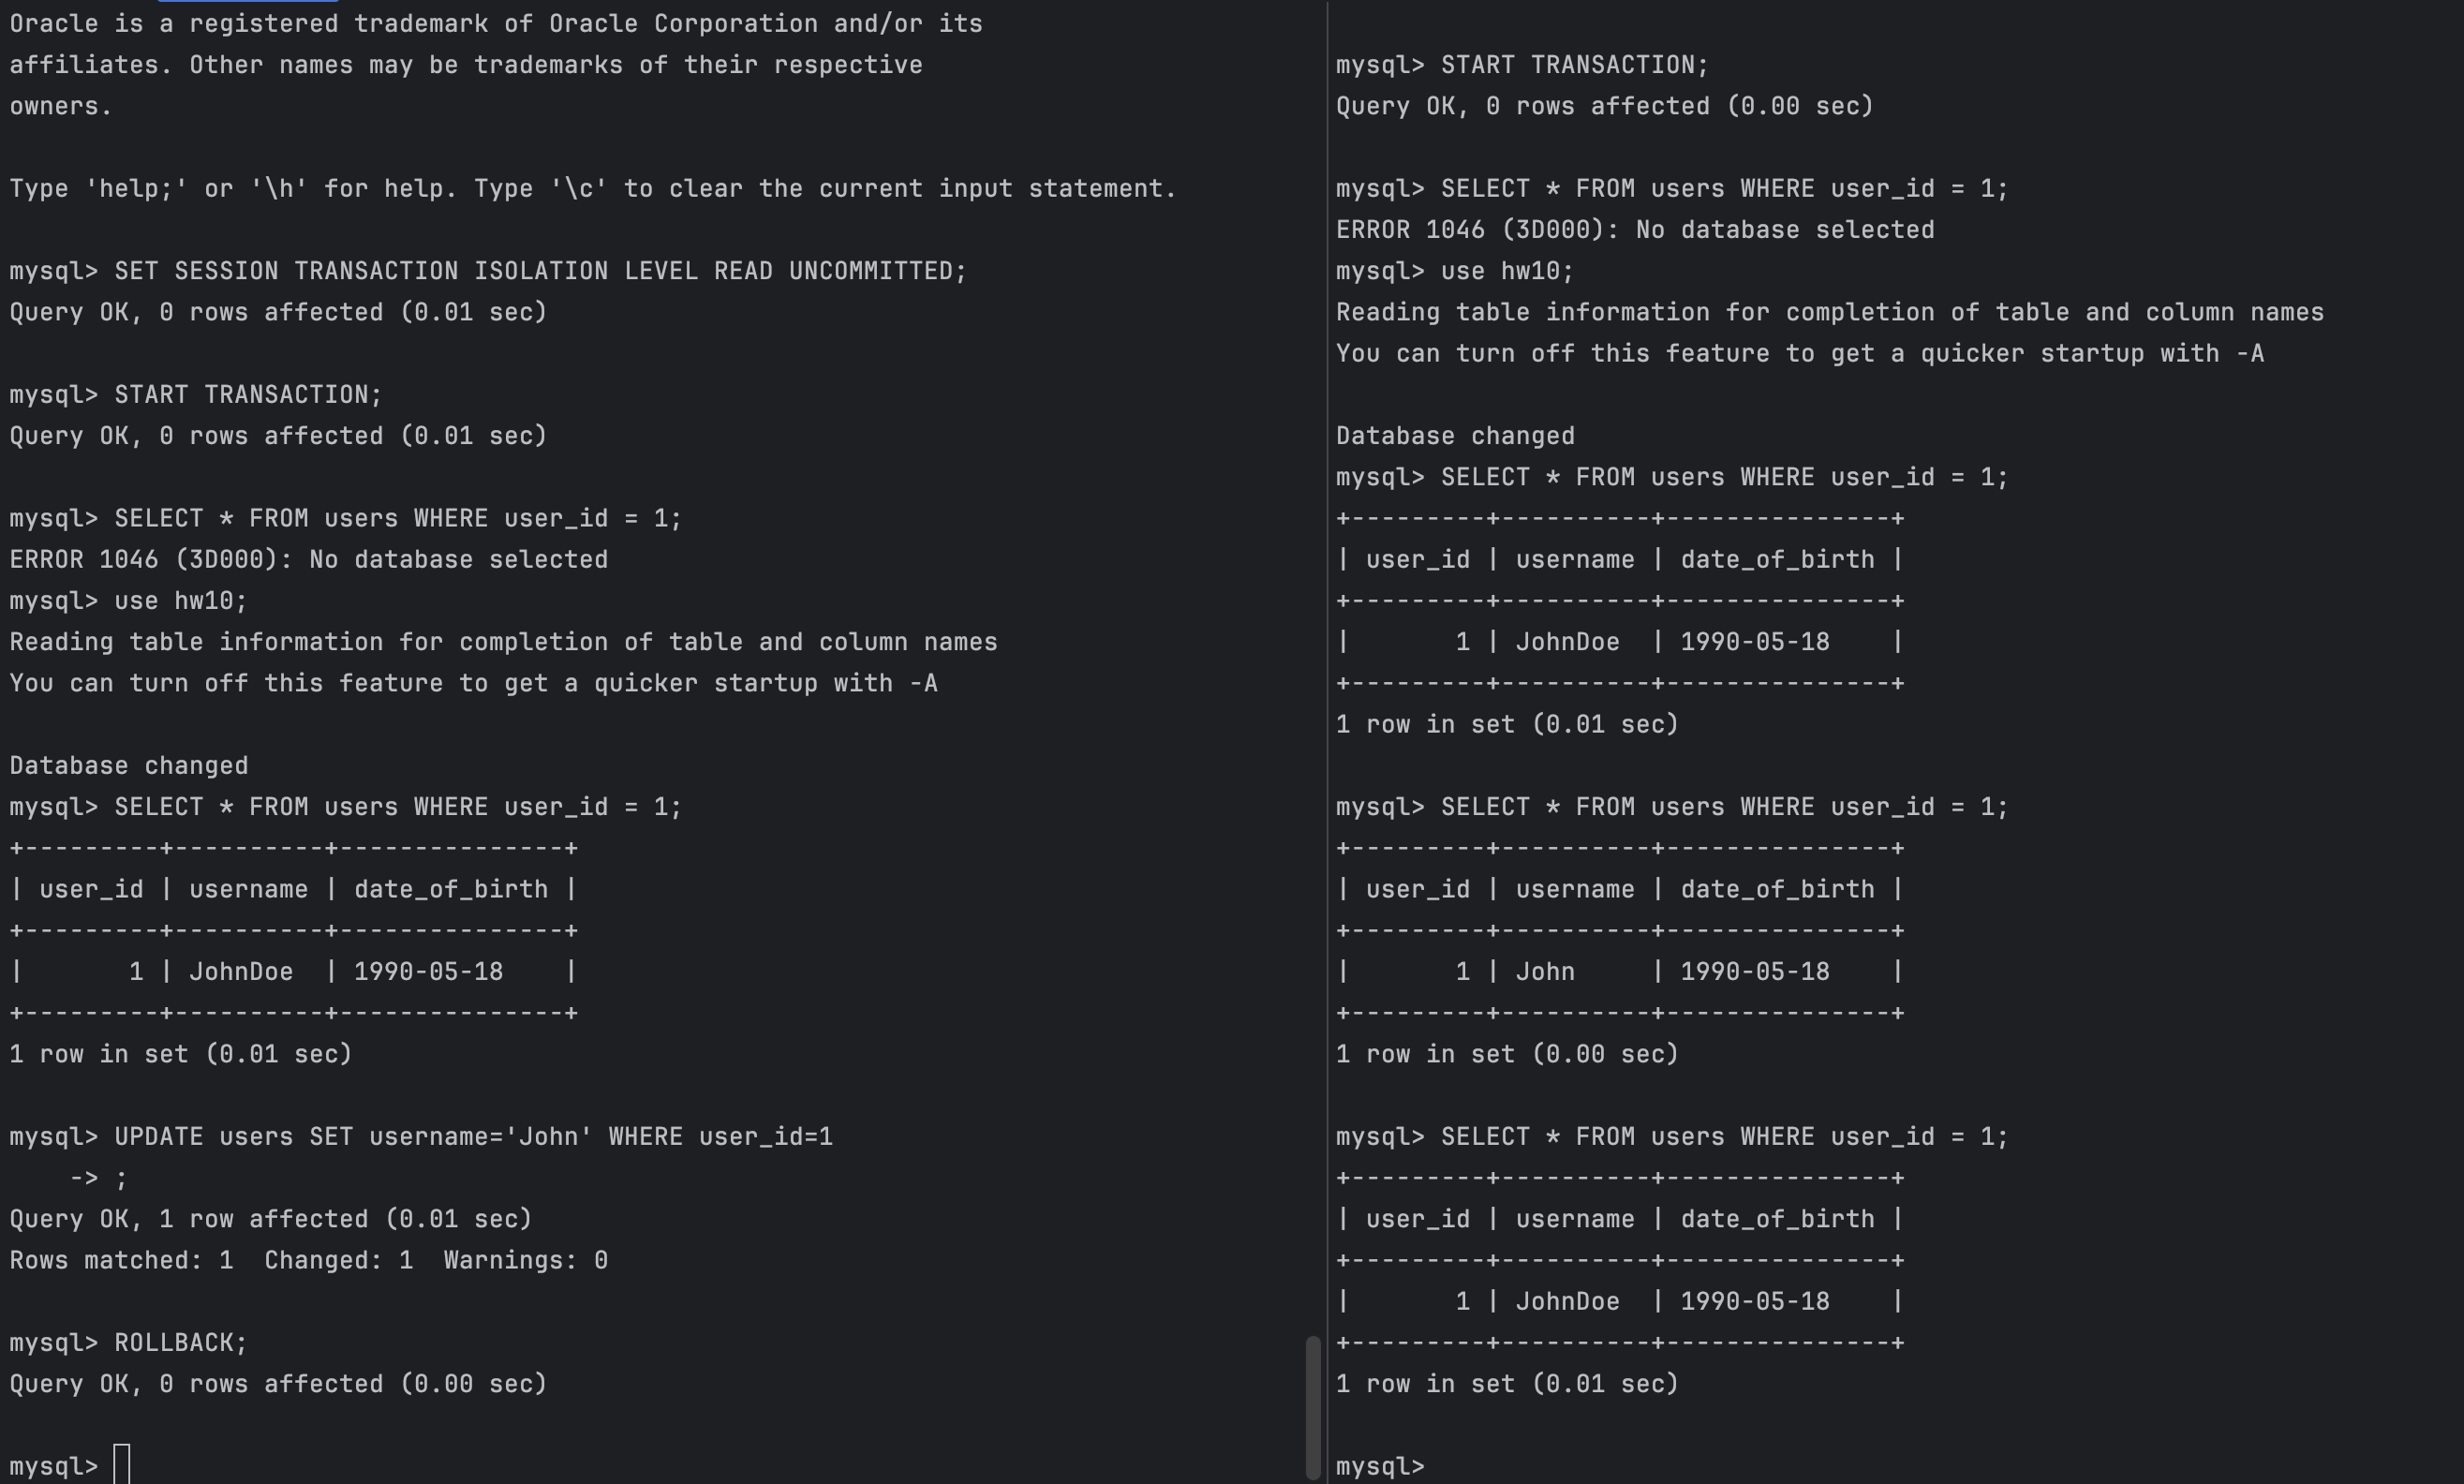 Oracle is a registered trademark of Oracle Corporation and/or its
affiliates. Other names may be trademarks of their respective
owners.
Type 'help;' or '\h' for help. Type '\c' to clear the current input statement.
mysql> SET SESSION TRANSACTION ISOLATION LEVEL READ UNCOMMITTED;
Query OK, 0 rows affected (0.01 sec)
mysql> START TRANSACTION;
Query OK, 0 rows affected (0.01 sec)
mysql> SELECT * FROM users WHERE user_id = 1;
ERROR 1046 (3D000): No database selected
mysql> use hw10;
Reading table information for completion of table and column names
You can turn off this feature to get a quicker startup with -A
Database changed
mysql> SELECT * FROM users WHERE user_id = 1;
+---------+----------+---------------+
| user_id | username | date_of_birth |
+---------+----------+---------------+
|       1 | JohnDoe  | 1990-05-18    |
+---------+----------+---------------+
1 row in set (0.01 sec)
mysql> UPDATE users SET username='John' WHERE user_id=1
    -> ;
Query OK, 1 row affected (0.01 sec)
Rows matched: 1  Changed: 1  Warnings: 0
mysql> ROLLBACK;
Query OK, 0 rows affected (0.00 sec)
mysql>
mysql> START TRANSACTION;
Query OK, 0 rows affected (0.00 sec)
mysql> SELECT * FROM users WHERE user_id = 1;
ERROR 1046 (3D000): No database selected
mysql> use hw10;
Reading table information for completion of table and column names
You can turn off this feature to get a quicker startup with -A
Database changed
mysql> SELECT * FROM users WHERE user_id = 1;
+---------+----------+---------------+
| user_id | username | date_of_birth |
+---------+----------+---------------+
|       1 | JohnDoe  | 1990-05-18    |
+---------+----------+---------------+
1 row in set (0.01 sec)
mysql> SELECT * FROM users WHERE user_id = 1;
+---------+----------+---------------+
| user_id | username | date_of_birth |
+---------+----------+---------------+
|       1 | John     | 1990-05-18    |
+---------+----------+---------------+
1 row in set (0.00 sec)
mysql> SELECT * FROM users WHERE user_id = 1;
+---------+----------+---------------+
| user_id | username | date_of_birth |
+---------+----------+---------------+
|       1 | JohnDoe  | 1990-05-18    |
+---------+----------+---------------+
1 row in set (0.01 sec)
mysql>